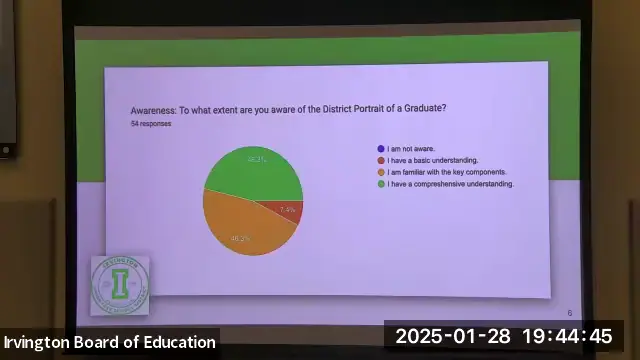 Awareness: To what extent are you aware of the District Portrait of a Graduate?
54 responses
I am not aware.
I have a basic understanding.
I am familiar with the key components.
I have a comprehensive understanding.
7.4%
IRVINGTON
I
6
Irvington Board of Education
2025-01-28 19:44:45